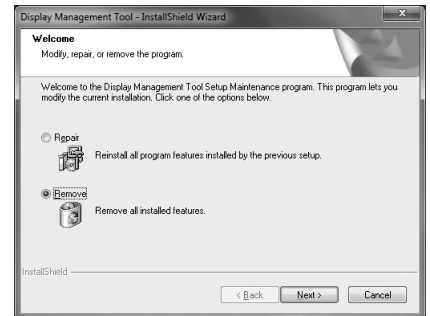 Display Management Tool - InstallShield Wizard
Welcome
Modify, repair, or remove the program.
Welcome to the Display Management Tool Setup Maintenance program. This program lets you
modify the current installation. Click one of the options below.
Repair
Reinstall all program features installed by the previous setup.
Remove
Remove all installed features.
InstallShield
< Back
Next >
Cancel